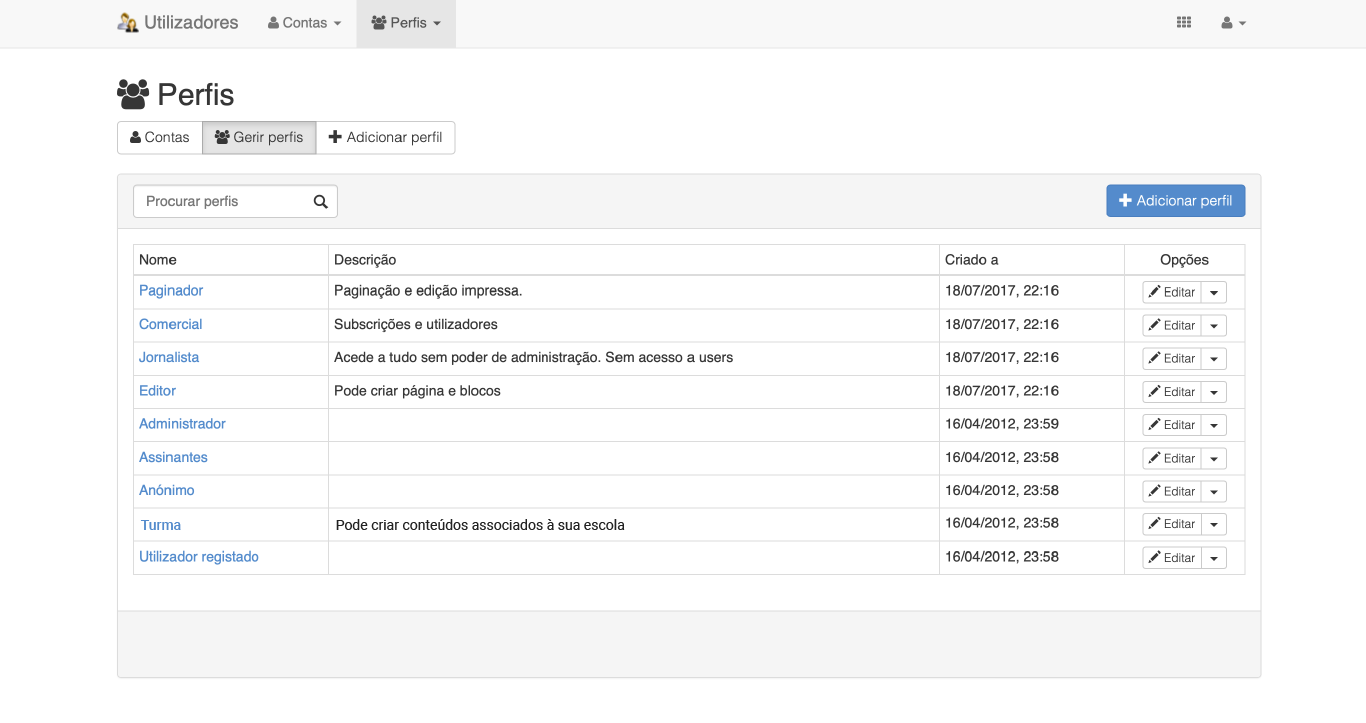 Utilizadores Contas Perfis
Perfis
Contas Gerir perfis Adicionar perfil
Procurar perfis Adicionar perfil
Nome Descrição Criado a Opções
Paginador Paginação e edição impressa. 18/07/2017, 22:16 Editar
Comercial Subscrições e utilizadores 18/07/2017, 22:16 Editar
Jornalista Acede a tudo sem poder de administração. Sem acesso a users 18/07/2017, 22:16 Editar
Editor Pode criar página e blocos 18/07/2017, 22:16 Editar
Administrador 16/04/2012, 23:59 Editar
Assinantes 16/04/2012, 23:58 Editar
Anónimo 16/04/2012, 23:58 Editar
Turma Pode criar conteúdos associados à sua escola 16/04/2012, 23:58 Editar
Utilizador registado 16/04/2012, 23:58 Editar